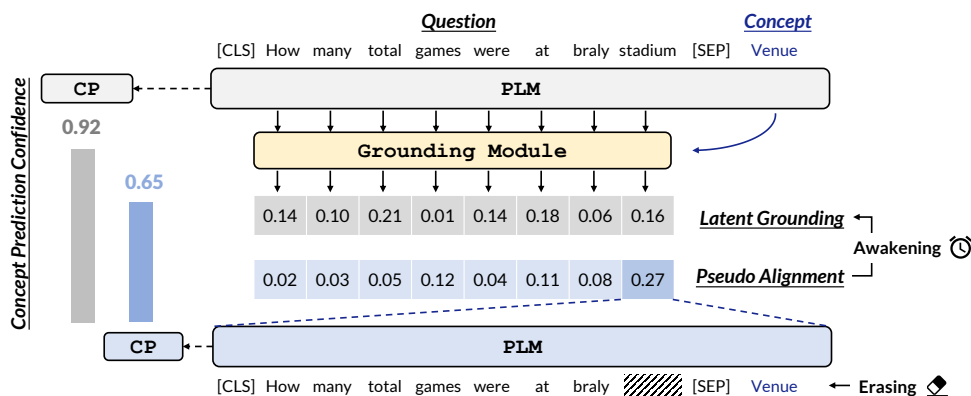 Question
Concept
[CLS] How many total games were at braly stadium [SEP] Venue
CP
PLM
Concept Prediction Confidence
0.92
0.65
Grounding Module
0.14 0.10 0.21 0.01 0.14 0.18 0.06 0.16
Latent Grounding
Awakening
0.02 0.03 0.05 0.12 0.04 0.11 0.08 0.27
Pseudo Alignment
CP
PLM
[CLS] How many total games were at braly [SEP] Venue
Erasing